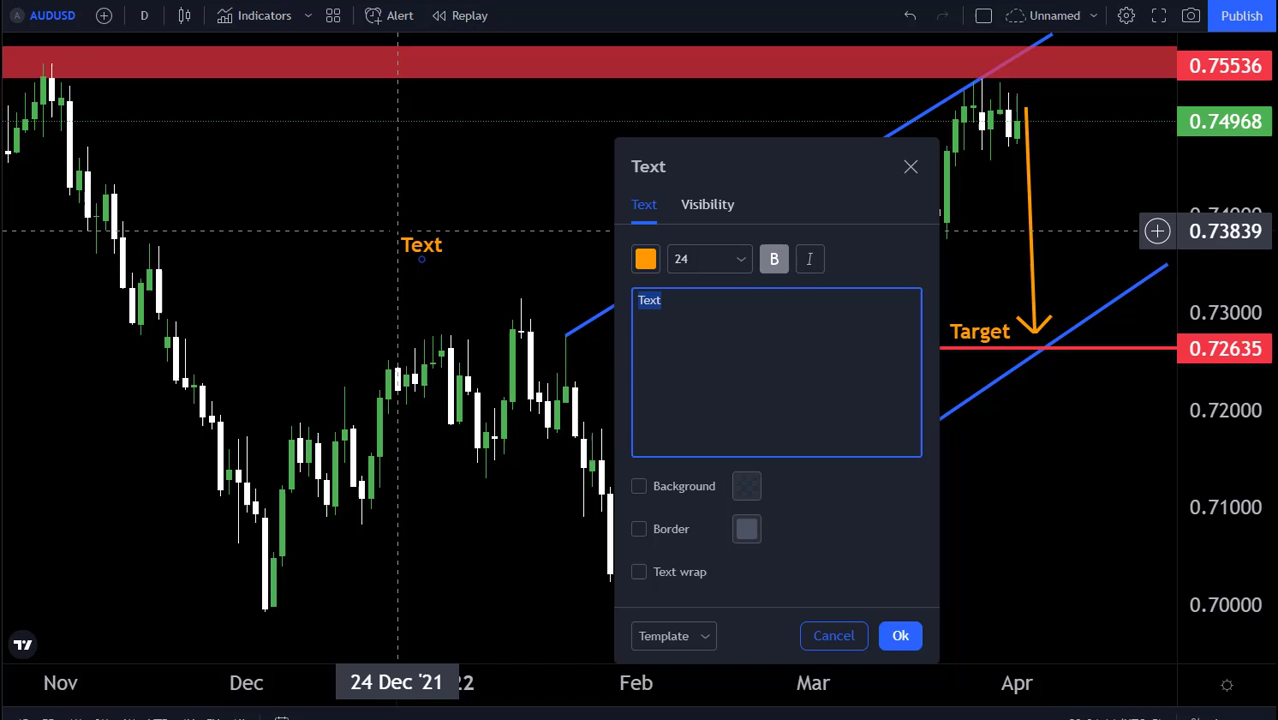 AUDUSD D Indicators Alert Replay Unnamed Publish
0.75536
0.74968
Text
Text Visibility
0.73839
Text
24 B I
Text
0.73000
Target
0.72635
0.72000
Background
0.71000
Border
Text wrap
0.70000
Template Cancel Ok
Nov Dec 24 Dec '21 22 Feb Mar Apr